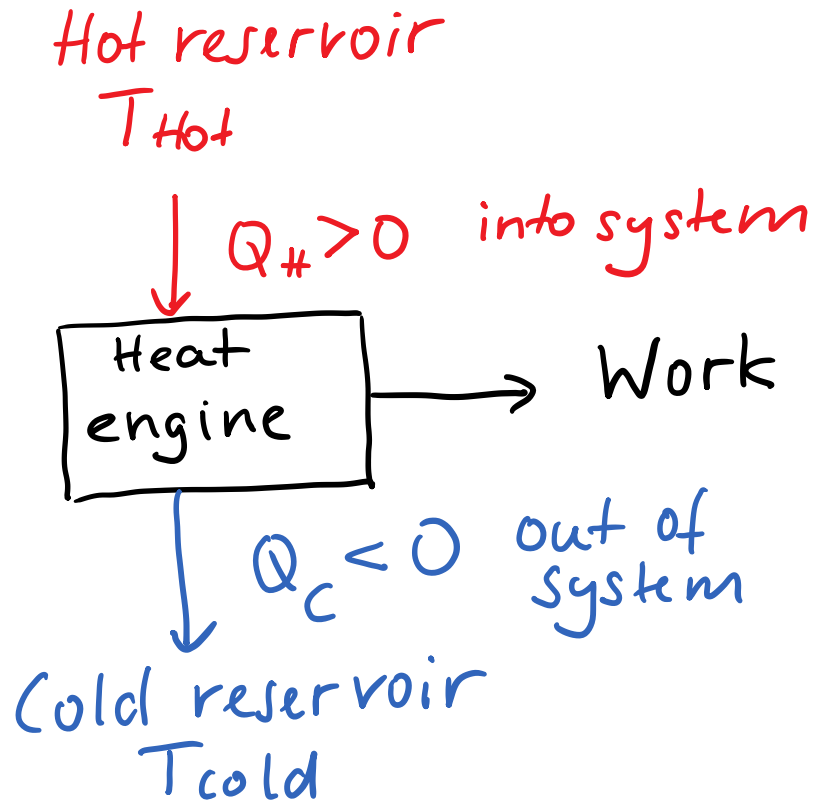 Hot reservoir
THot
QH>0 into system
Heat
engine
Work
QC<0 out of
system
Cold reservoir
Tcold